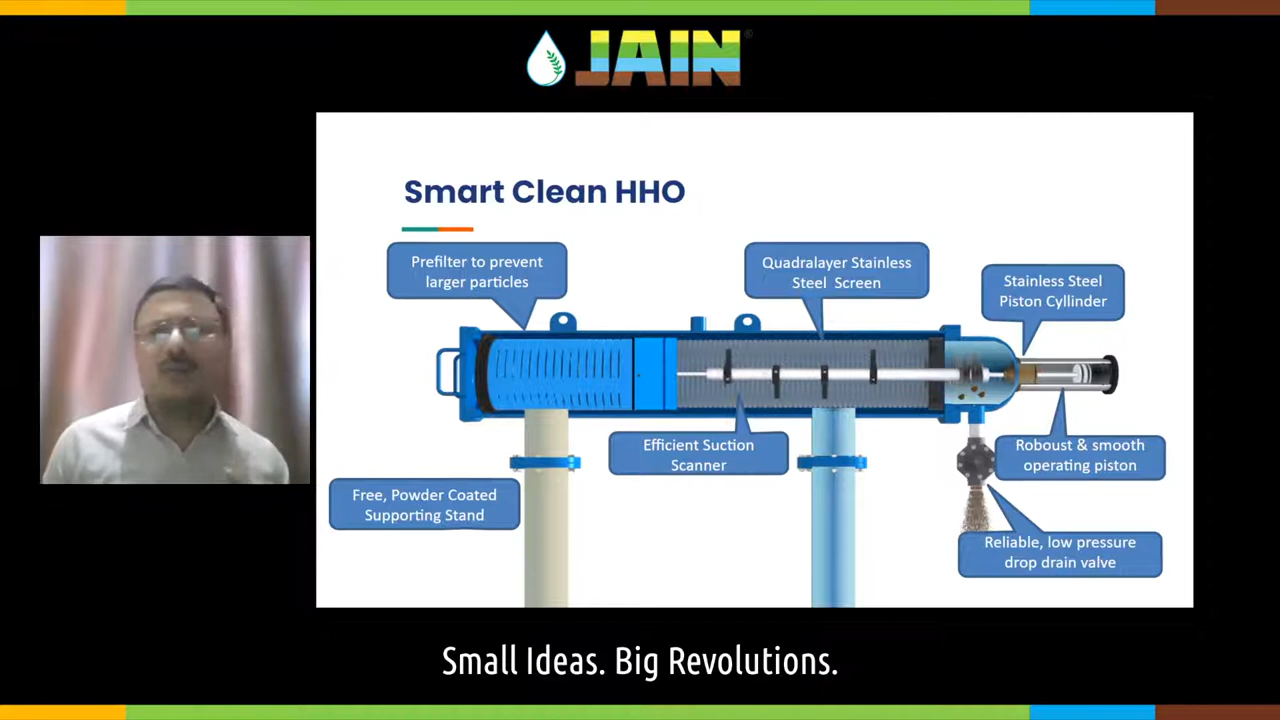 JAIN®
Smart Clean HHO
Prefilter to prevent
larger particles
Quadralayer Stainless
Steel Screen
Stainless Steel
Piston Cyllinder
Efficient Suction
Scanner
Roboust & smooth
operating piston
Free, Powder Coated
Supporting Stand
Reliable, low pressure
drop drain valve
Small Ideas. Big Revolutions.